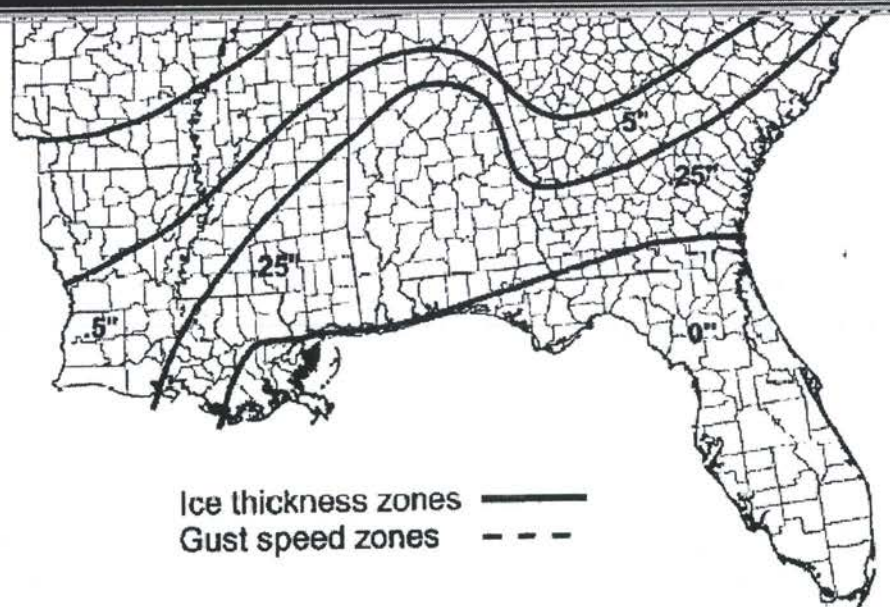 .5"
.25"
.25"
.5"
0"
Ice thickness zones
Gust speed zones